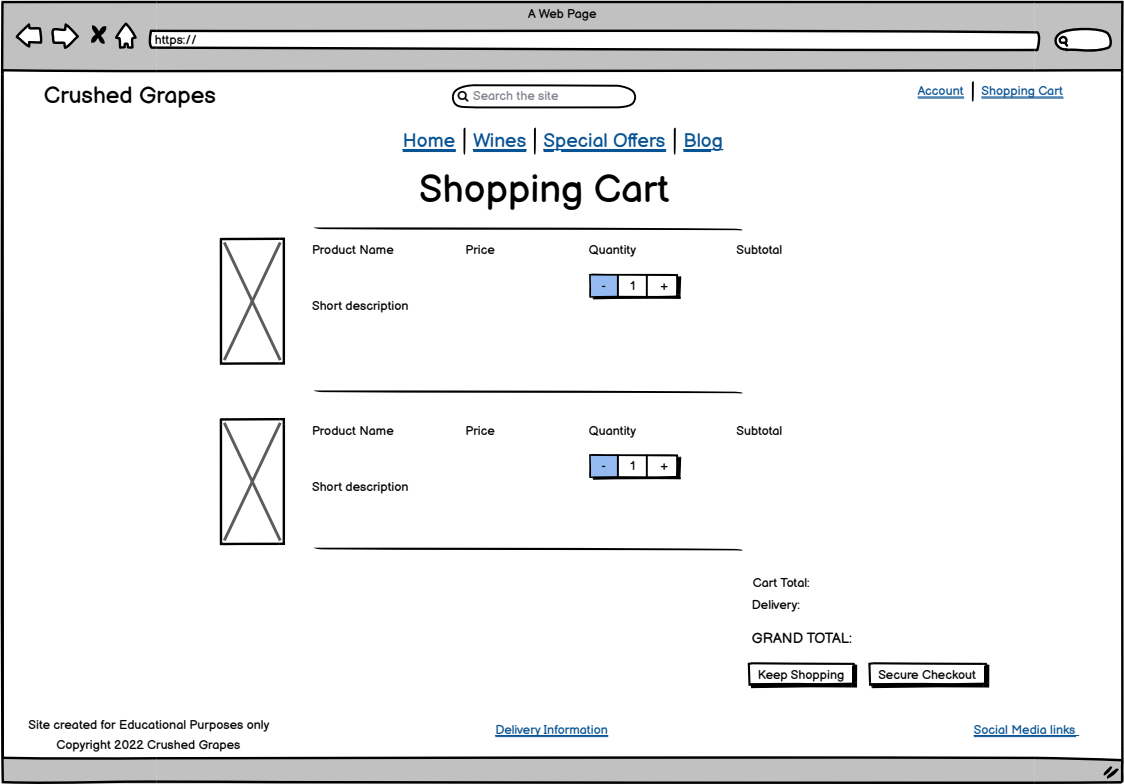 A Web Page
https://
Crushed Grapes
Search the site
Account | Shopping Cart
Home | Wines | Special Offers | Blog
Shopping Cart
Product Name Price Quantity Subtotal
- 1 +
Short description
Product Name Price Quantity Subtotal
- 1 +
Short description
Cart Total:
Delivery:
GRAND TOTAL:
Keep Shopping Secure Checkout
Site created for Educational Purposes only
Copyright 2022 Crushed Grapes
Delivery Information
Social Media links